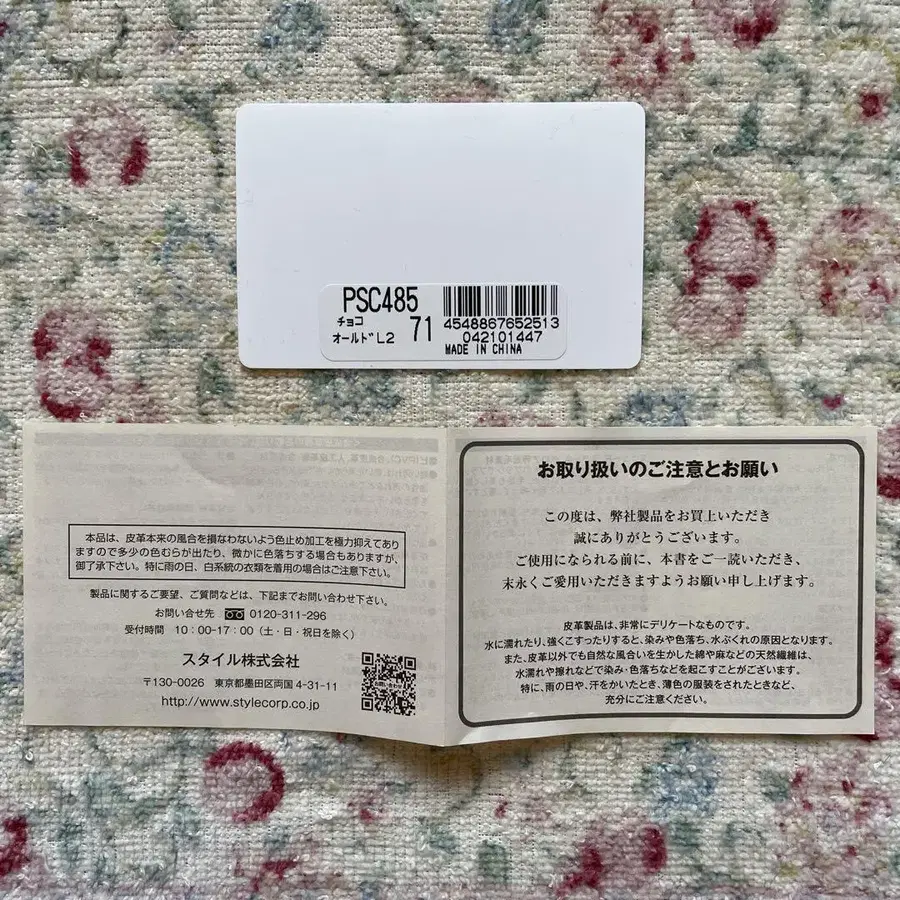 PSC485
チョコ
オールドL2 71
4548867652513
042101447
MADE IN CHINA
本品は、皮革本来の風合を損なわないよう色止め加工を極力抑えてあり
ますので多少の色むらが出たり、微かに色落ちする場合もありますが、
御了承下さい。特に雨の日、白系統の衣類を着用の場合はご注意下さい。
製品に関するご要望、ご質問などは、下記までお問い合わせ下さい。
お問い合せ先 0120-311-296
受付時間 10:00-17:00(土・日・祝日を除く)
スタイル株式会社
〒130-0026 東京都墨田区両国4-31-11
http://www.stylecorp.co.jp
お取り扱いのご注意とお願い
この度は、弊社製品をお買上いただき
誠にありがとうございます。
ご使用になられる前に、本書をご一読いただき、
末永くご愛用いただきますようお願い申し上げます。
皮革製品は、非常にデリケートなものです。
水に濡れたり、強くこすったりすると、染みや色落ち、水ぶくれの原因となります。
また、皮革以外でも自然な風合いを生かした綿や麻などの天然繊維は、
水濡れや擦れなどで染み・色落ちなどを起こすことがございます。
特に、雨の日や、汗をかいたとき、薄色の服装をされたときなど、
充分にご注意ください。